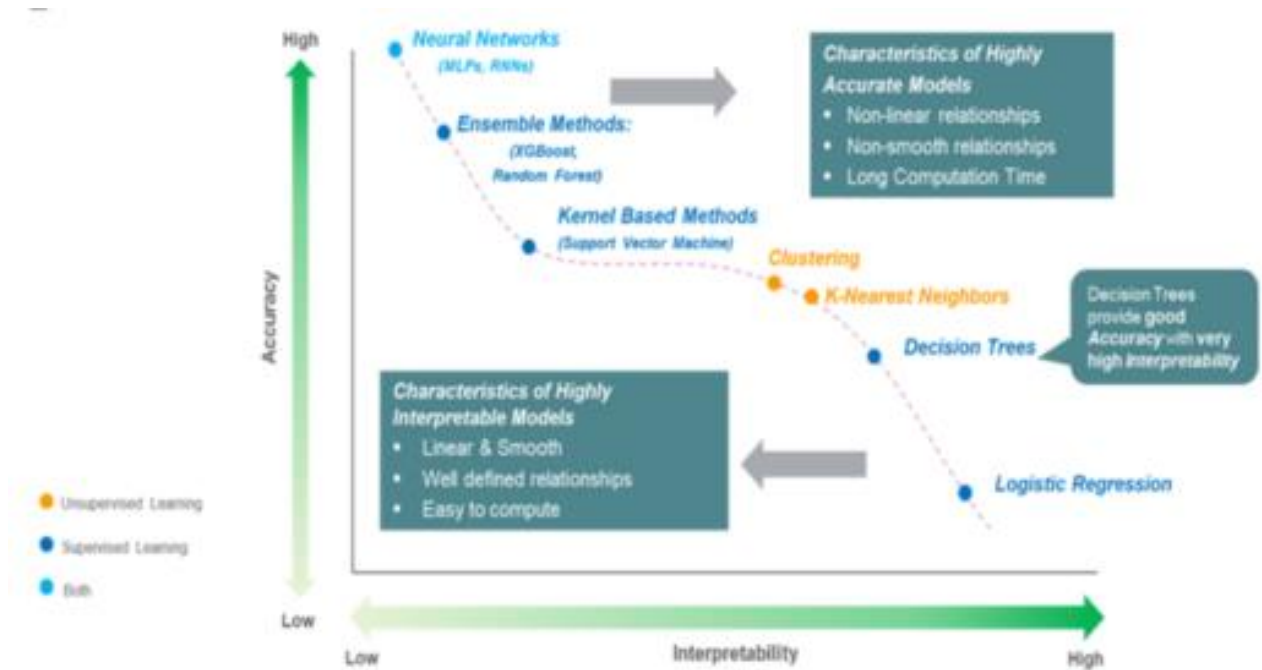 High
Neural Networks
(MLPs, RNNs)
Ensemble Methods:
(XGBoost,
Random Forest)
Kernel Based Methods
(Support Vector Machine)
Characteristics of Highly
Accurate Models
▪ Non-linear relationships
▪ Non-smooth relationships
▪ Long Computation Time
Clustering
K-Nearest Neighbors
Decision Trees
Decision Trees
provide good
Accuracy with very
high Interpretability
Accuracy
Characteristics of Highly
Interpretable Models
▪ Linear & Smooth
▪ Well defined relationships
▪ Easy to compute
Logistic Regression
Unsupervised Learning
Supervised Learning
Both
Low
Low
Interpretability
High